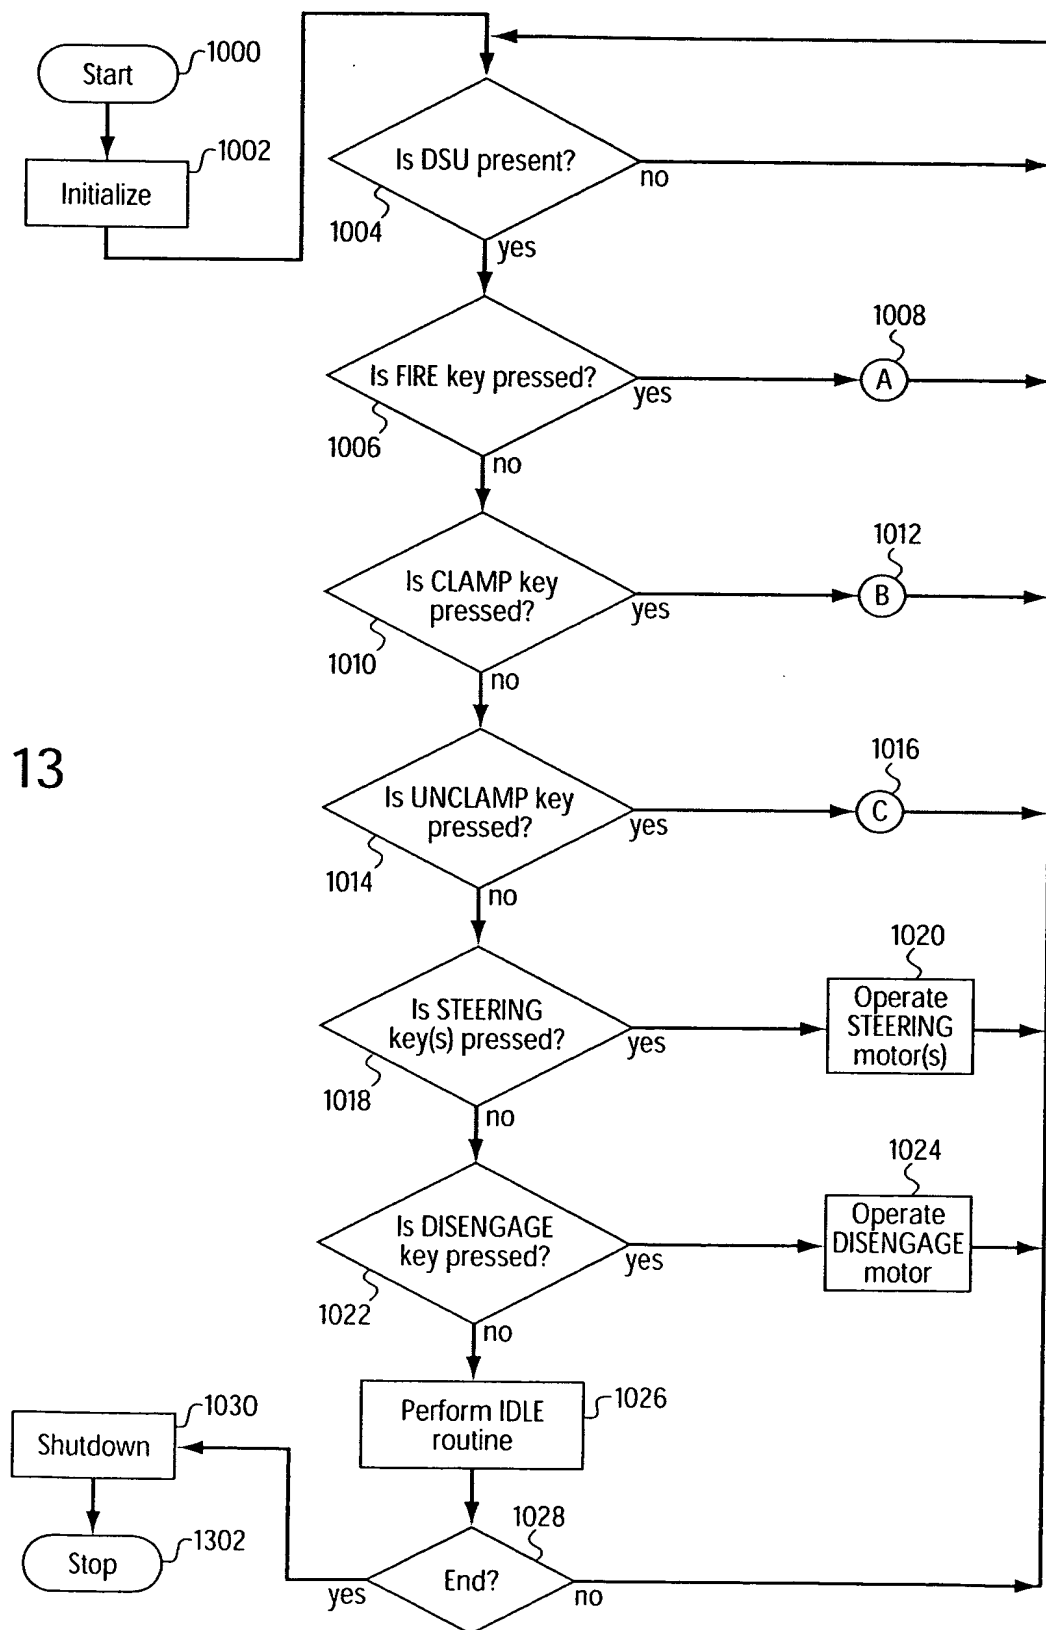 1000
Start
1002
Initialize
Is DSU present?
no
1004
yes
1008
Is FIRE key pressed?
yes
A
1006
no
1012
Is CLAMP key
pressed?
yes
B
1010
no
13
1016
Is UNCLAMP key
pressed?
yes
C
1014
no
1020
Is STEERING
key(s) pressed?
yes
Operate
STEERING
motor(s)
1018
no
1024
Is DISENGAGE
key pressed?
yes
Operate
DISENGAGE
motor
1022
no
Perform IDLE
routine
1026
1030
Shutdown
1028
1302
Stop
End?
yes
no